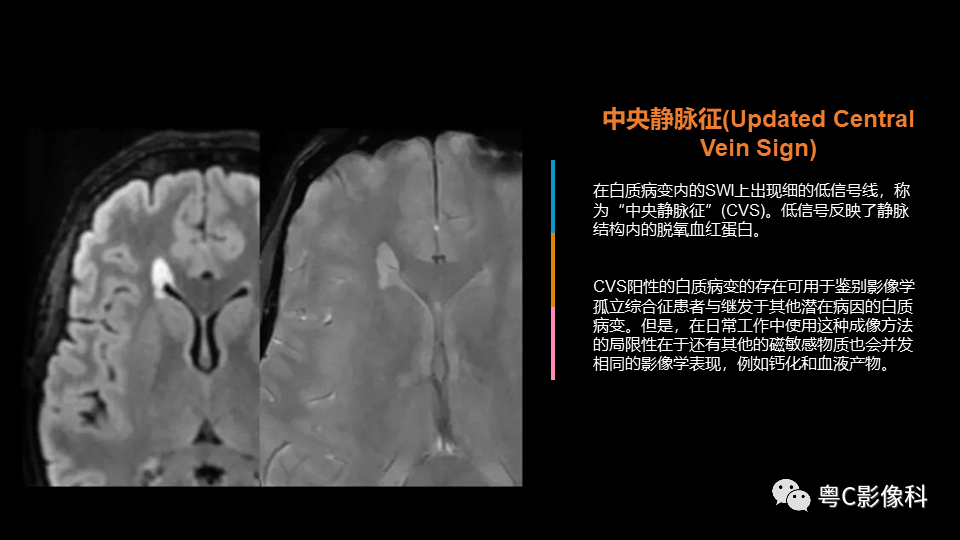 中央静脉征(Updated Central
Vein Sign)
在白质病变内的SWI上出现细的低信号线，称
为“中央静脉征”(CVS)。低信号反映了静脉
结构内的脱氧血红蛋白。
CVS阳性的白质病变的存在可用于鉴别影像学
孤立综合征患者与继发于其他潜在病因的白质
病变。但是，在日常工作中使用这种成像方法
的局限性在于还有其他的磁敏感物质也会并发
相同的影像学表现，例如钙化和血液产物。
粤C影像科